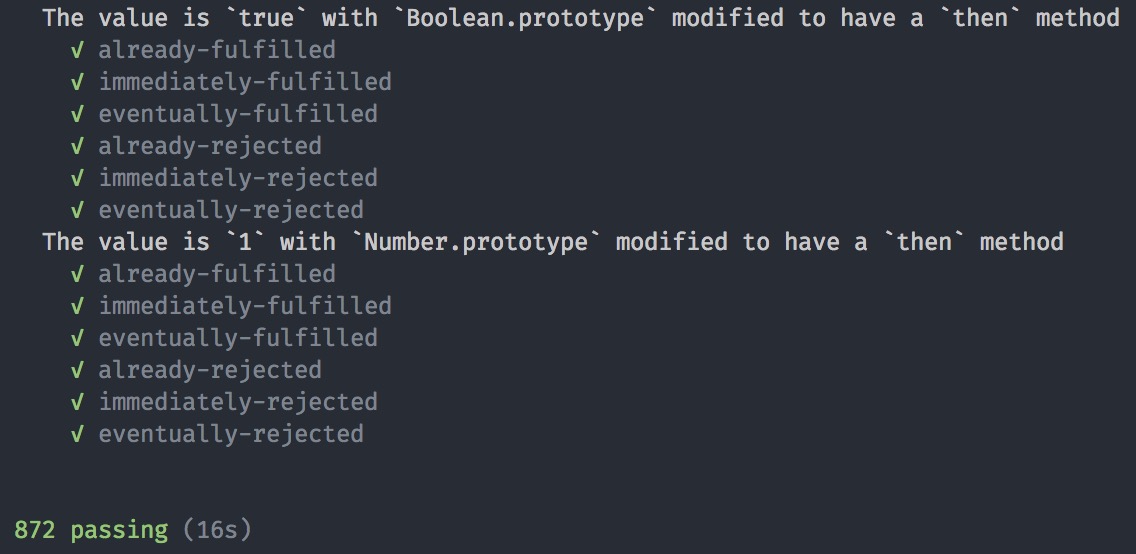 The value is `true` with `Boolean.prototype` modified to have a `then` method
√ already-fulfilled
√ immediately-fulfilled
√ eventually-fulfilled
√ already-rejected
√ immediately-rejected
√ eventually-rejected
The value is `1` with `Number.prototype` modified to have a `then` method
√ already-fulfilled
√ immediately-fulfilled
√ eventually-fulfilled
√ already-rejected
√ immediately-rejected
√ eventually-rejected
872 passing (16s)